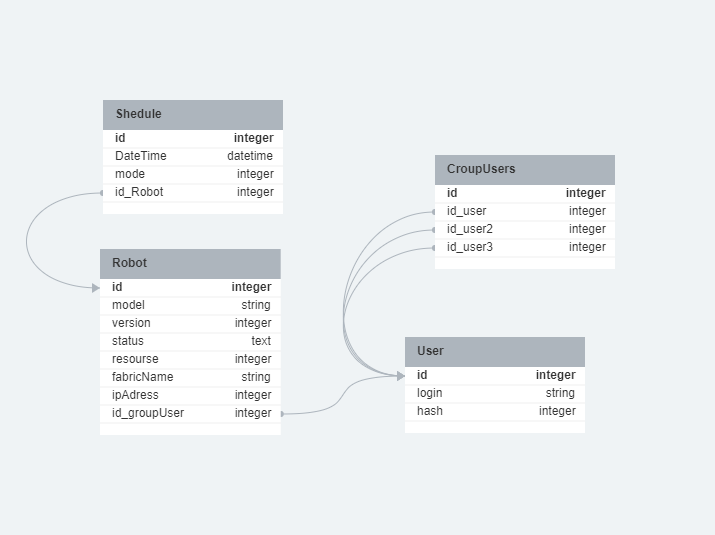 Shedule
id integer
DateTime datetime
mode integer
id_Robot integer
CroupUsers
id integer
id_user integer
id_user2 integer
id_user3 integer
Robot
id integer
model string
version integer
status text
resourse integer
fabricName string
ipAdress integer
id_groupUser integer
User
id integer
login string
hash integer